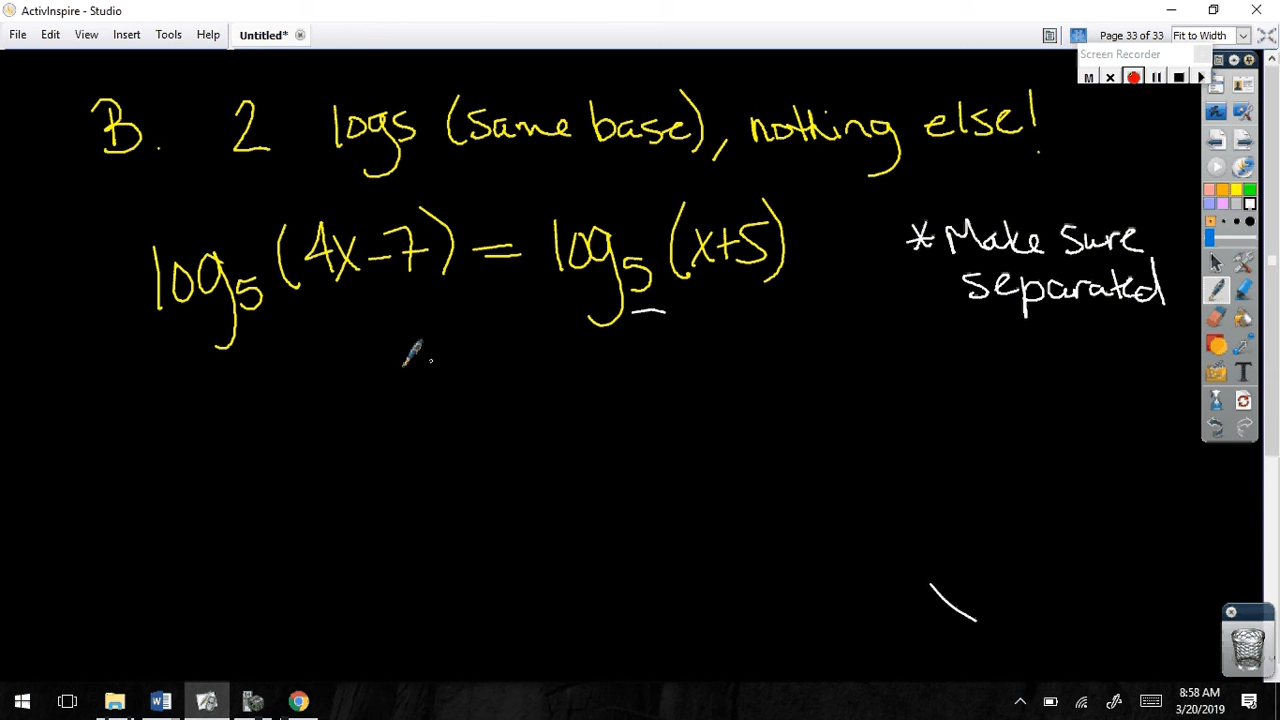 ActivInspire - Studio
File Edit View Insert Tools Help Untitled* Page 33 of 33 Fit to Width
Screen Recorder
M
B. 2 logs (same base), nothing else!
log₅(4x-7) = log₅(x+5)
*Make sure
separated
T
8:58 AM
3/20/2019